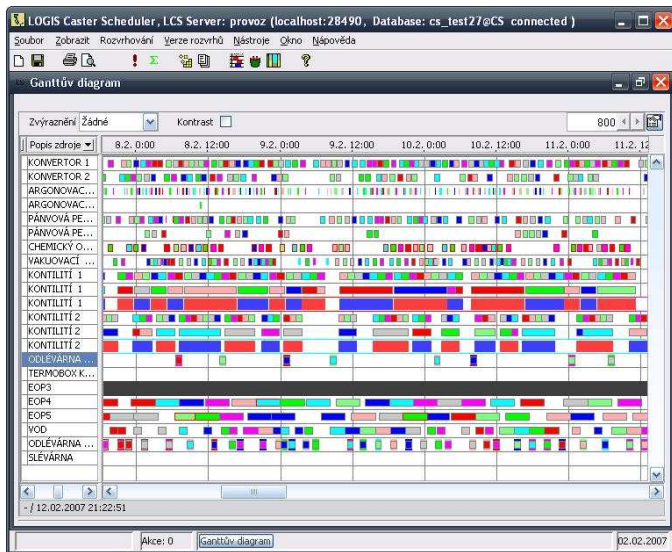 LOGIS Caster Scheduler, LCS Server: provoz (localhost:28490, Database: cs_test27@CS connected )
Soubor Zobrazit Rozvrhování Verze rozvrhů Nástroje Okno Nápověda
Ganttův diagram
Zvýraznění Žádné Kontrast 800
Popis zdroje 8.2. 0:00 8.2. 12:00 9.2. 0:00 9.2. 12:00 10.2. 0:00 10.2. 12:00 11.2. 0:00 11.2. 12
KONVERTOR 1
KONVERTOR 2
ARGONOVAC...
ARGONOVAC...
PÁNVOVÁ PE...
PÁNVOVÁ PE...
CHEMICKÝ O...
VAKUOVACÍ ...
KONTILITÍ 1
KONTILITÍ 1
KONTILITÍ 1
KONTILITÍ 2
KONTILITÍ 2
KONTILITÍ 2
ODLÉVÁRNA ...
TERMOBOX K...
EOP3
EOP4
EOP5
VOD
ODLÉVÁRNA ...
SLÉVÁRNA
- / 12.02.2007 21:22:51
Akce: 0 Ganttův diagram 02.02.2007